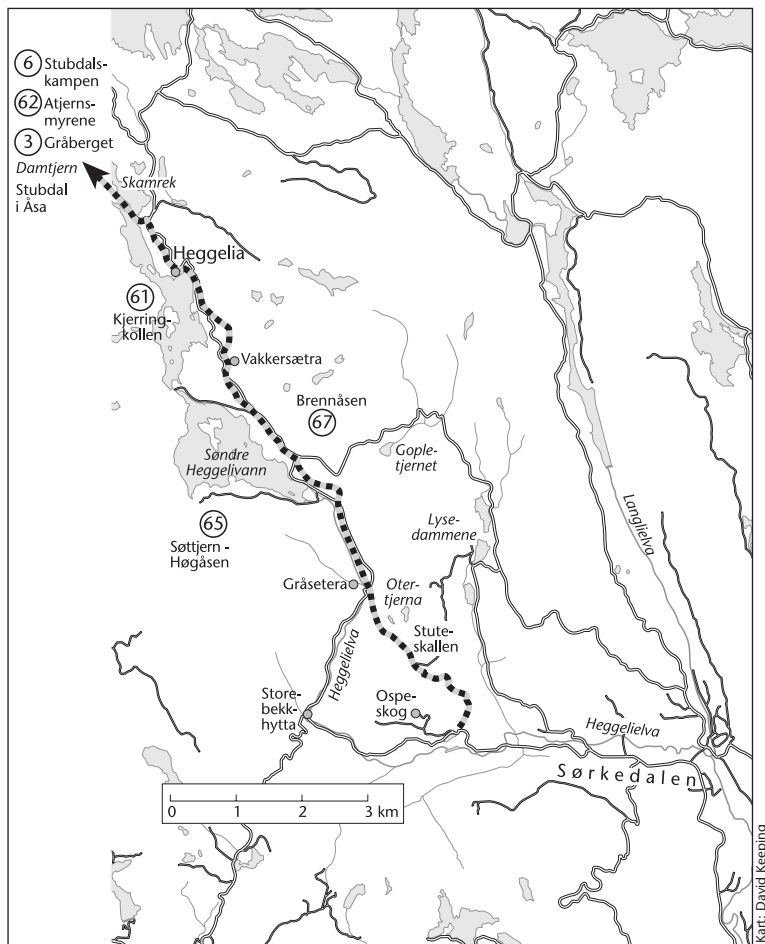 6 Stubdals-
kampen
62 Atjerns-
myrene
3 Gråberget
Damtjern
Stubdal
i Åsa
Skamrek
Heggelia
61
Kjerring-
kollen
Vakkersætra
Brennåsen
67
Søndre
Heggelivann
Gople-
tjernet
Lyse-
dammene
Langlielva
65
Søttjern -
Høgåsen
Gråsetera
Oter-
tjerna
Stute-
skallen
Heggelielva
Store-
bekk-
hytta
Ospe-
skog
Heggelielva
Sørkedalen
0 1 2 3 km
Kart: David Keeping